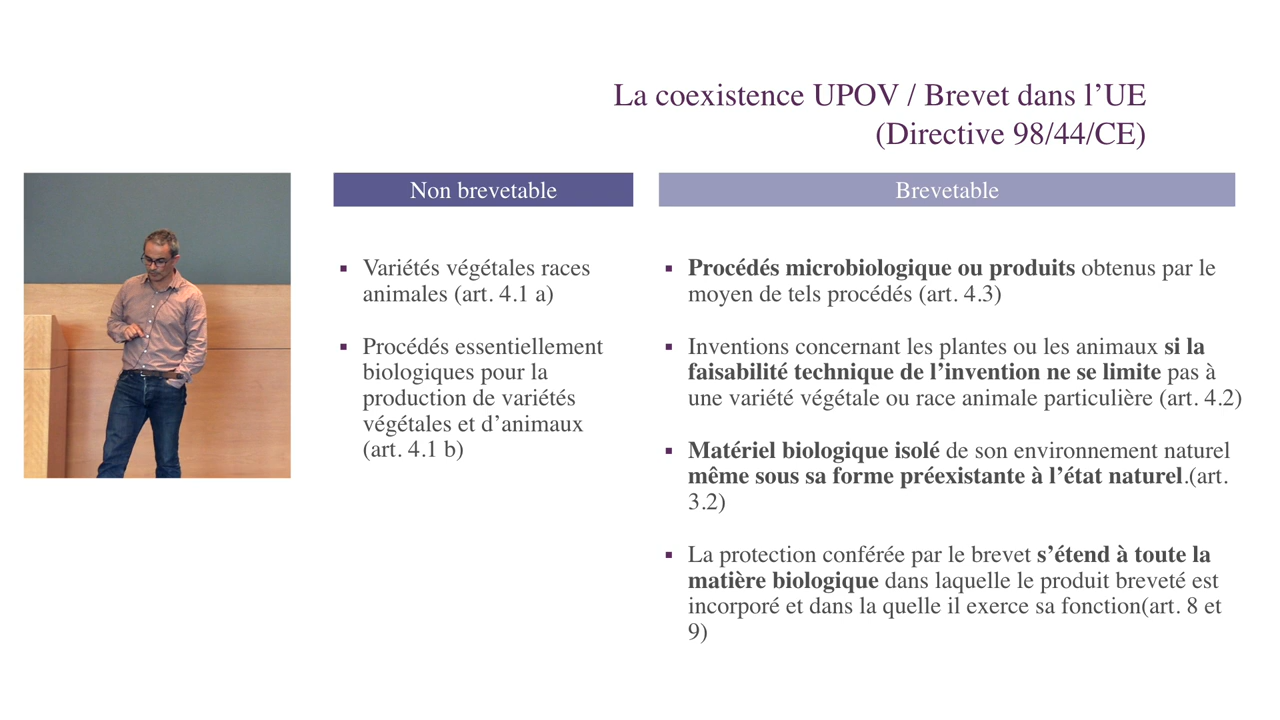 La coexistence UPOV / Brevet dans l’UE
(Directive 98/44/CE)
Non brevetable
▪ Variétés végétales races
animales (art. 4.1 a)
▪ Procédés essentiellement
biologiques pour la
production de variétés
végétales et d’animaux
(art. 4.1 b)
Brevetable
▪ Procédés microbiologique ou produits obtenus par le
moyen de tels procédés (art. 4.3)
▪ Inventions concernant les plantes ou les animaux si la
faisabilité technique de l’invention ne se limite pas à
une variété végétale ou race animale particulière (art. 4.2)
▪ Matériel biologique isolé de son environnement naturel
même sous sa forme préexistante à l’état naturel.(art.
3.2)
▪ La protection conférée par le brevet s’étend à toute la
matière biologique dans laquelle le produit breveté est
incorporé et dans la quelle il exerce sa fonction(art. 8 et
9)